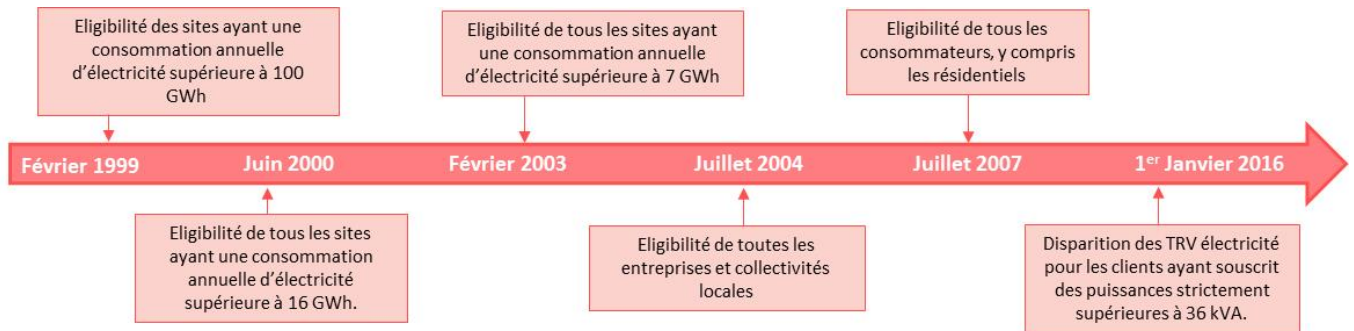 Eligibilité des sites ayant une
consommation annuelle
d'électricité supérieure à 100
GWh
Eligibilité de tous les sites ayant
une consommation annuelle
d'électricité supérieure à 7 GWh
Eligibilité de tous les
consommateurs, y compris
les résidentiels
Février 1999
Juin 2000
Février 2003
Juillet 2004
Juillet 2007
1er Janvier 2016
Eligibilité de tous les sites
ayant une consommation
annuelle d'électricité
supérieure à 16 GWh.
Eligibilité de toutes les
entreprises et collectivités
locales
Disparition des TRV électricité
pour les clients ayant souscrit
des puissances strictement
supérieures à 36 kVA.